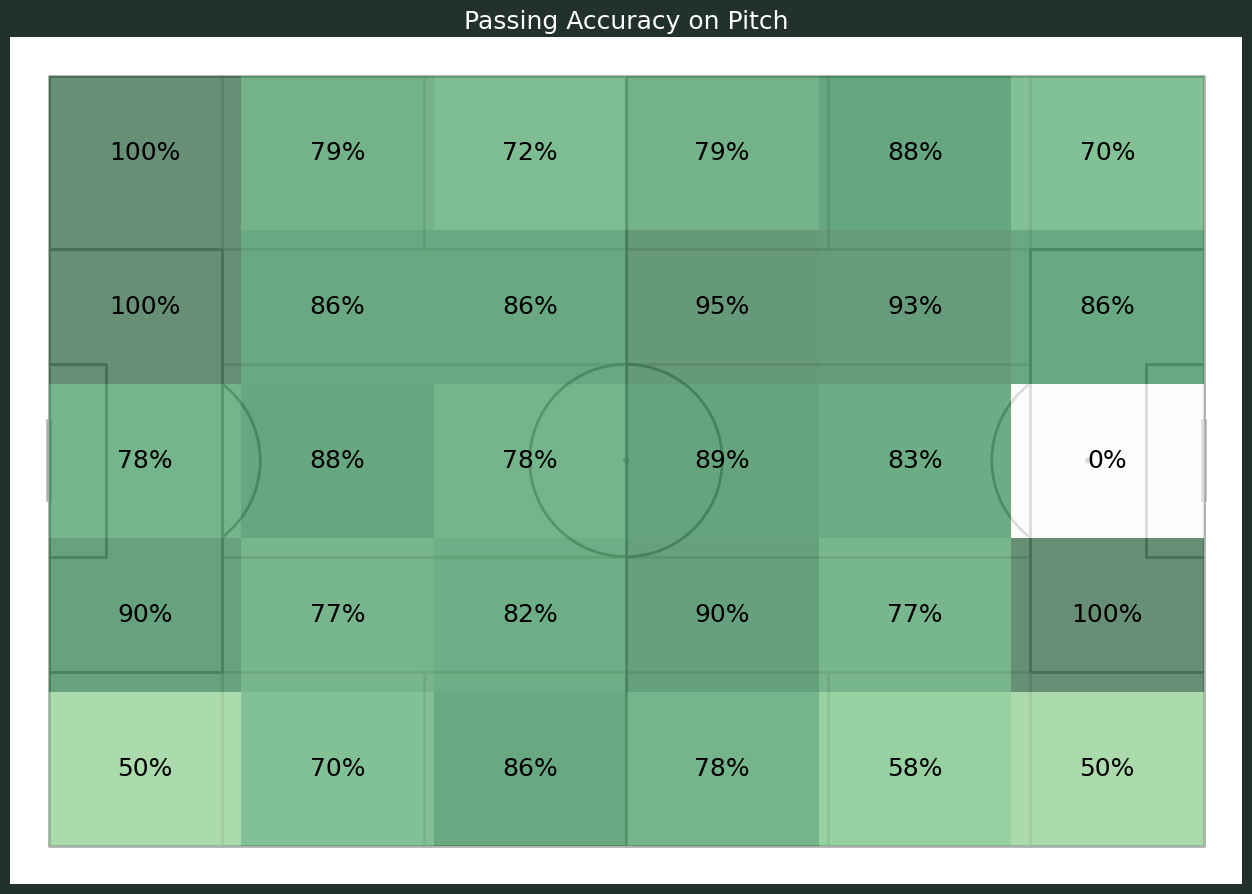 Passing Accuracy on Pitch
100% 79% 72% 79% 88% 70%
100% 86% 86% 95% 93% 86%
78% 88% 78% 89% 83% 0%
90% 77% 82% 90% 77% 100%
50% 70% 86% 78% 58% 50%